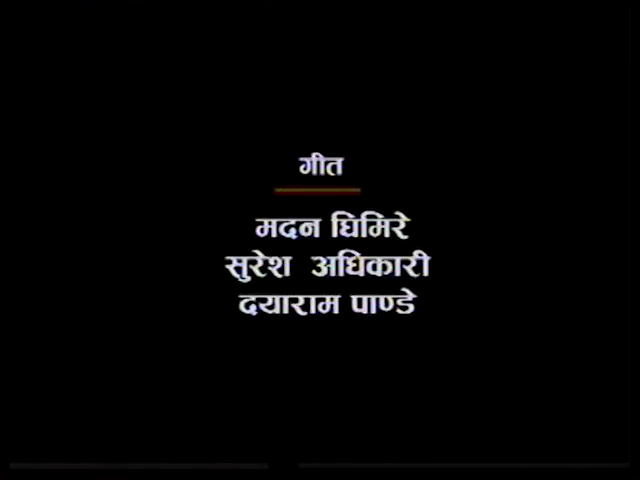 गीत
मदन घिमिरे
सुरेश अधिकारी
दयाराम पाण्डे